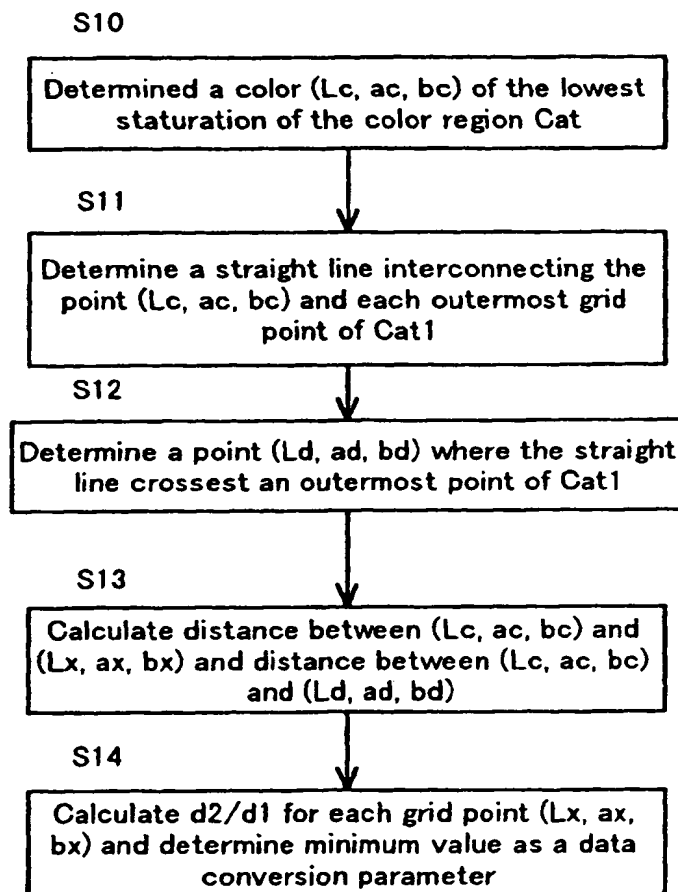 S10
Determined a color (Lc, ac, bc) of the lowest
staturation of the color region Cat
S11
Determine a straight line interconnecting the
point (Lc, ac, bc) and each outermost grid
point of Cat1
S12
Determine a point (Ld, ad, bd) where the straight
line crossest an outermost point of Cat1
S13
Calculate distance between (Lc, ac, bc) and
(Lx, ax, bx) and distance between (Lc, ac, bc)
and (Ld, ad, bd)
S14
Calculate d2/d1 for each grid point (Lx, ax,
bx) and determine minimum value as a data
conversion parameter